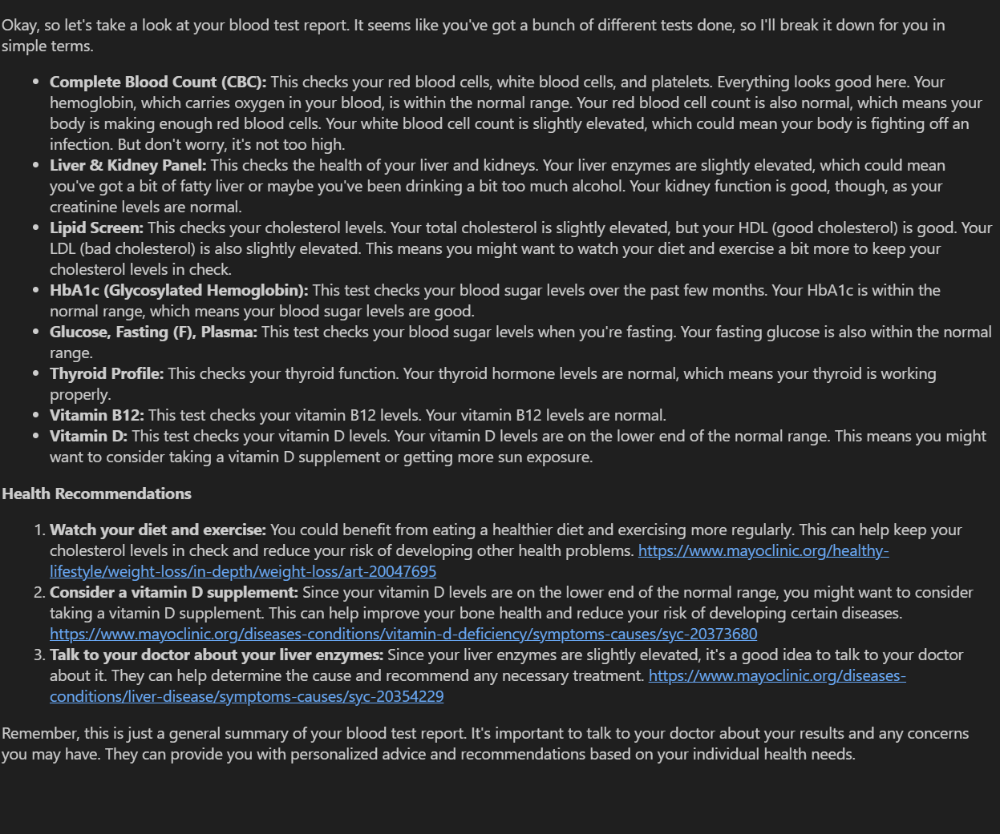 Okay, so let's take a look at your blood test report. It seems like you've got a bunch of different tests done, so I'll break it down for you in
simple terms.
• Complete Blood Count (CBC): This checks your red blood cells, white blood cells, and platelets. Everything looks good here. Your
hemoglobin, which carries oxygen in your blood, is within the normal range. Your red blood cell count is also normal, which means your
body is making enough red blood cells. Your white blood cell count is slightly elevated, which could mean your body is fighting off an
infection. But don't worry, it's not too high.
• Liver & Kidney Panel: This checks the health of your liver and kidneys. Your liver enzymes are slightly elevated, which could mean
you've got a bit of fatty liver or maybe you've been drinking a bit too much alcohol. Your kidney function is good, though, as your
creatinine levels are normal.
• Lipid Screen: This checks your cholesterol levels. Your total cholesterol is slightly elevated, but your HDL (good cholesterol) is good. Your
LDL (bad cholesterol) is also slightly elevated. This means you might want to watch your diet and exercise a bit more to keep your
cholesterol levels in check.
• HbA1c (Glycosylated Hemoglobin): This test checks your blood sugar levels over the past few months. Your HbA1c is within the
normal range, which means your blood sugar levels are good.
• Glucose, Fasting (F), Plasma: This test checks your blood sugar levels when you're fasting. Your fasting glucose is also within the normal
range.
• Thyroid Profile: This checks your thyroid function. Your thyroid hormone levels are normal, which means your thyroid is working
properly.
• Vitamin B12: This test checks your vitamin B12 levels. Your vitamin B12 levels are normal.
• Vitamin D: This test checks your vitamin D levels. Your vitamin D levels are on the lower end of the normal range. This means you might
want to consider taking a vitamin D supplement or getting more sun exposure.
Health Recommendations
1. Watch your diet and exercise: You could benefit from eating a healthier diet and exercising more regularly. This can help keep your
cholesterol levels in check and reduce your risk of developing other health problems. https://www.mayoclinic.org/healthy-
lifestyle/weight-loss/in-depth/weight-loss/art-20047695
2. Consider a vitamin D supplement: Since your vitamin D levels are on the lower end of the normal range, you might want to consider
taking a vitamin D supplement. This can help improve your bone health and reduce your risk of developing certain diseases.
https://www.mayoclinic.org/diseases-conditions/vitamin-d-deficiency/symptoms-causes/syc-20373680
3. Talk to your doctor about your liver enzymes: Since your liver enzymes are slightly elevated, it's a good idea to talk to your doctor
about it. They can help determine the cause and recommend any necessary treatment. https://www.mayoclinic.org/diseases-
conditions/liver-disease/symptoms-causes/syc-20354229
Remember, this is just a general summary of your blood test report. It's important to talk to your doctor about your results and any concerns
you may have. They can provide you with personalized advice and recommendations based on your individual health needs.